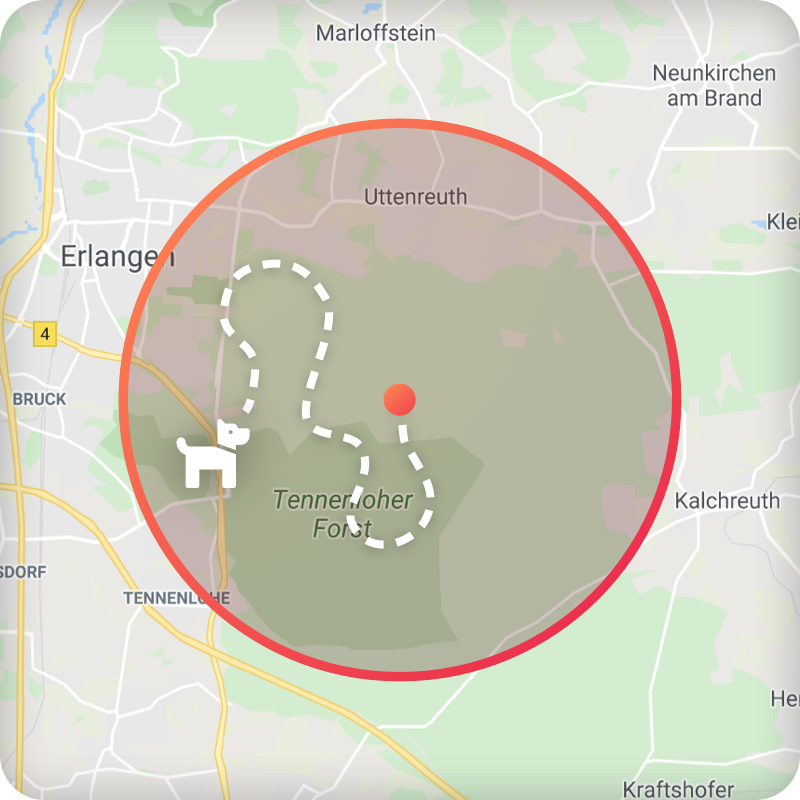 Marloffstein
Neunkirchen
am Brand
Uttenreuth
Klei
Erlangen
4
BRUCK
Tennenloher
Forst
Kalchreuth
SDORF
TENNENLOHE
Her
Kraftshofer